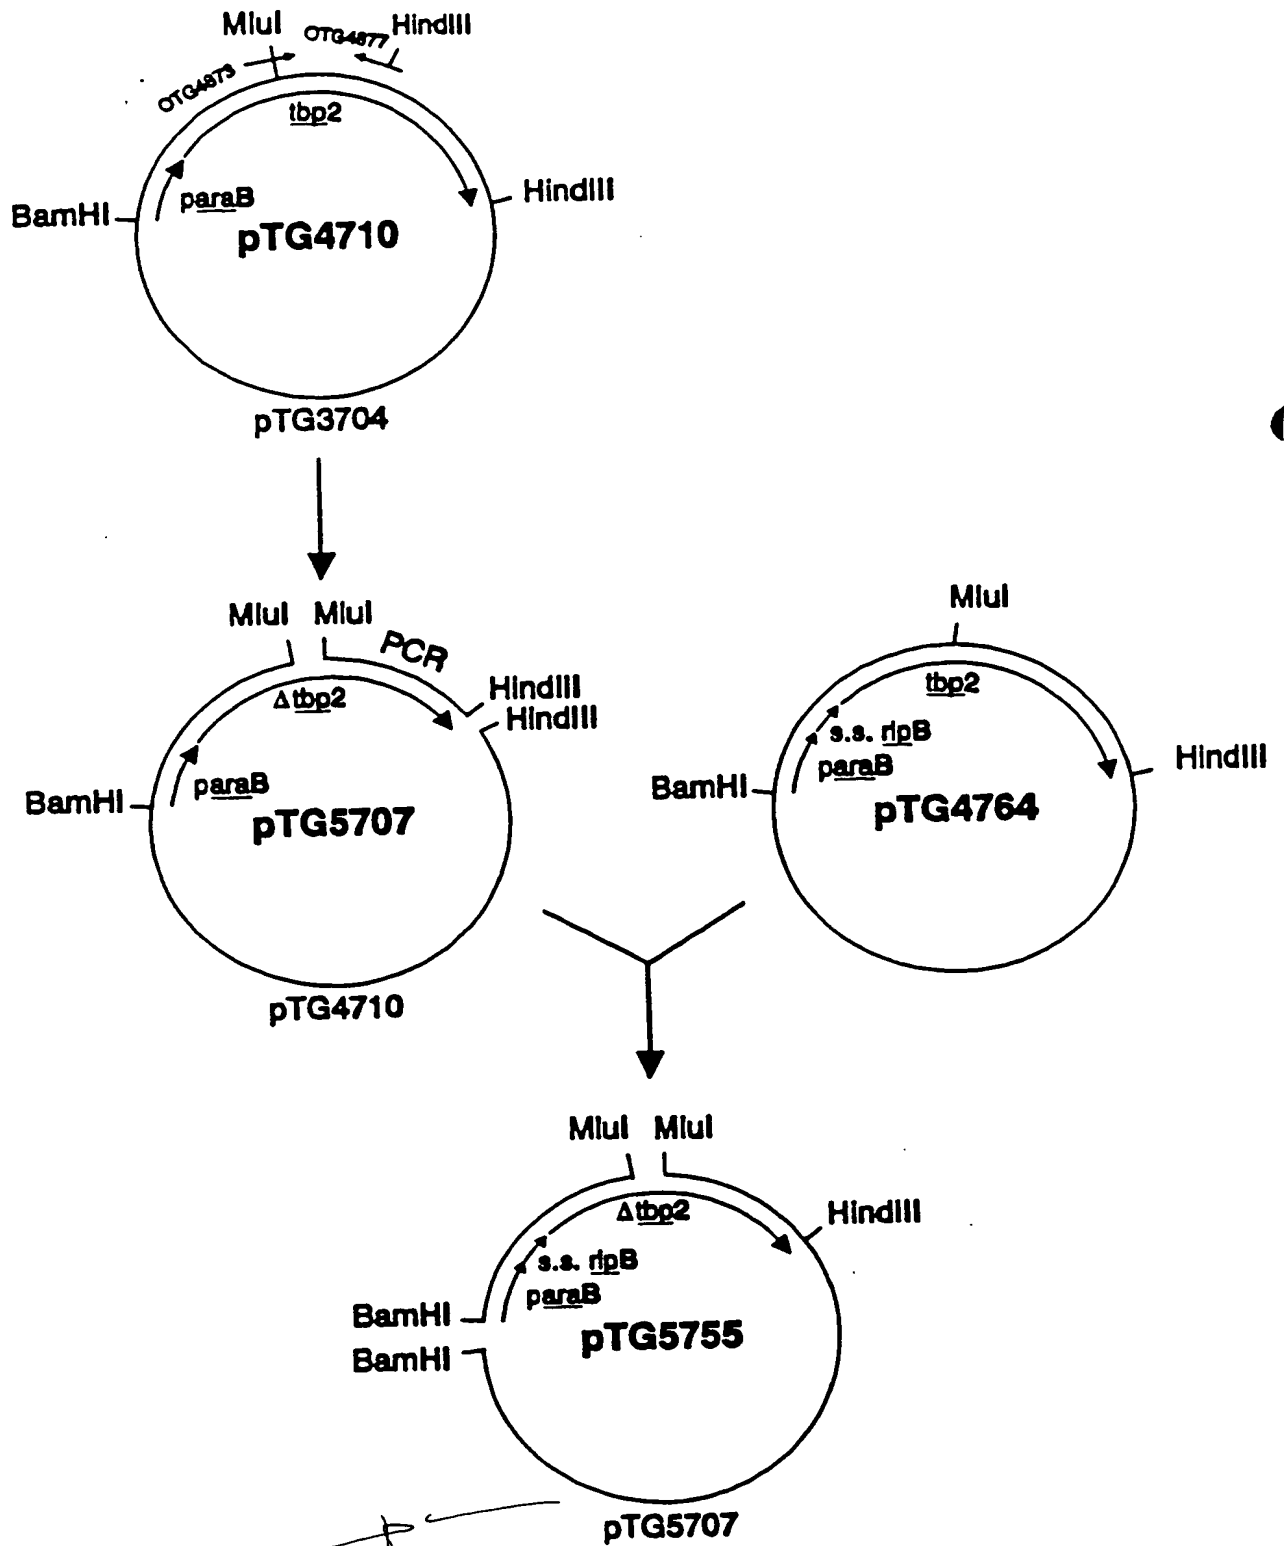 MluI
OTG4877
HindIII
OTG4873
tbp2
BamHI
paraB
HindIII
pTG4710
pTG3704
MluI MluI
PCR
Δtbp2
HindIII
HindIII
BamHI
paraB
pTG5707
pTG4710
MluI
tbp2
s.s. rlpB
paraB
BamHI
HindIII
pTG4764
MluI MluI
Δtbp2
HindIII
s.s. rlpB
paraB
BamHI
BamHI
pTG5755
pTG5707